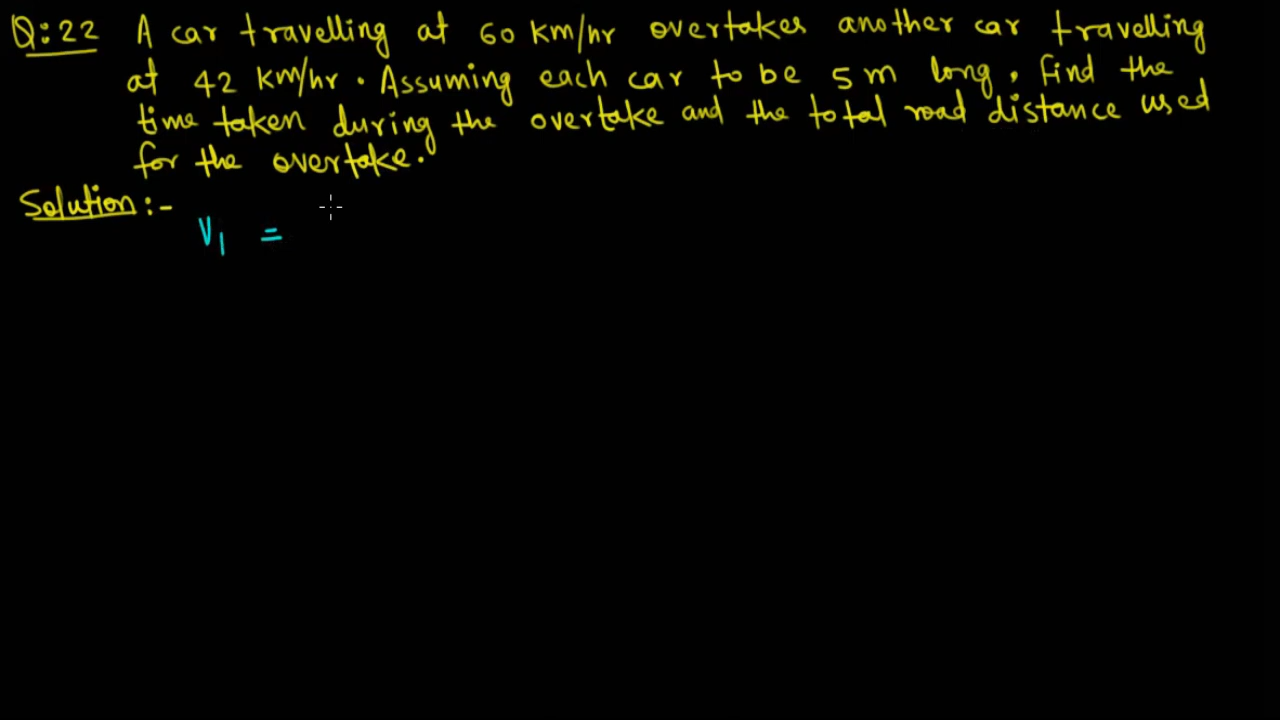 Q:22 A car travelling at 60 km/hr overtakes another car travelling
at 42 km/hr. Assuming each car to be 5 m long. Find the
time taken during the overtake and the total road distance used
for the overtake.
Solution:-
V1 =